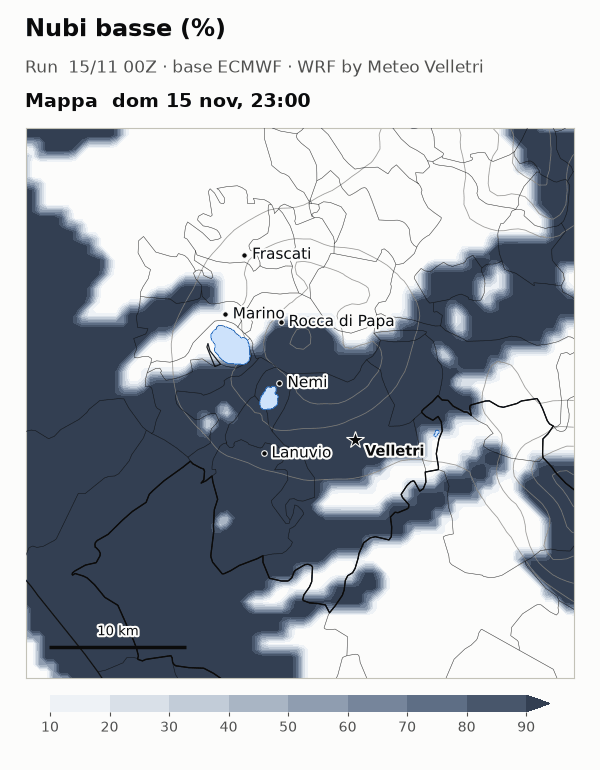 Nubi basse (%)
Run  15/11 00Z · base ECMWF · WRF by Meteo Velletri
Mappa  dom 15 nov, 23:00
Frascati
Marino
Rocca di Papa
Nemi
Velletri
Lanuvio
10 km
10 20 30 40 50 60 70 80 90